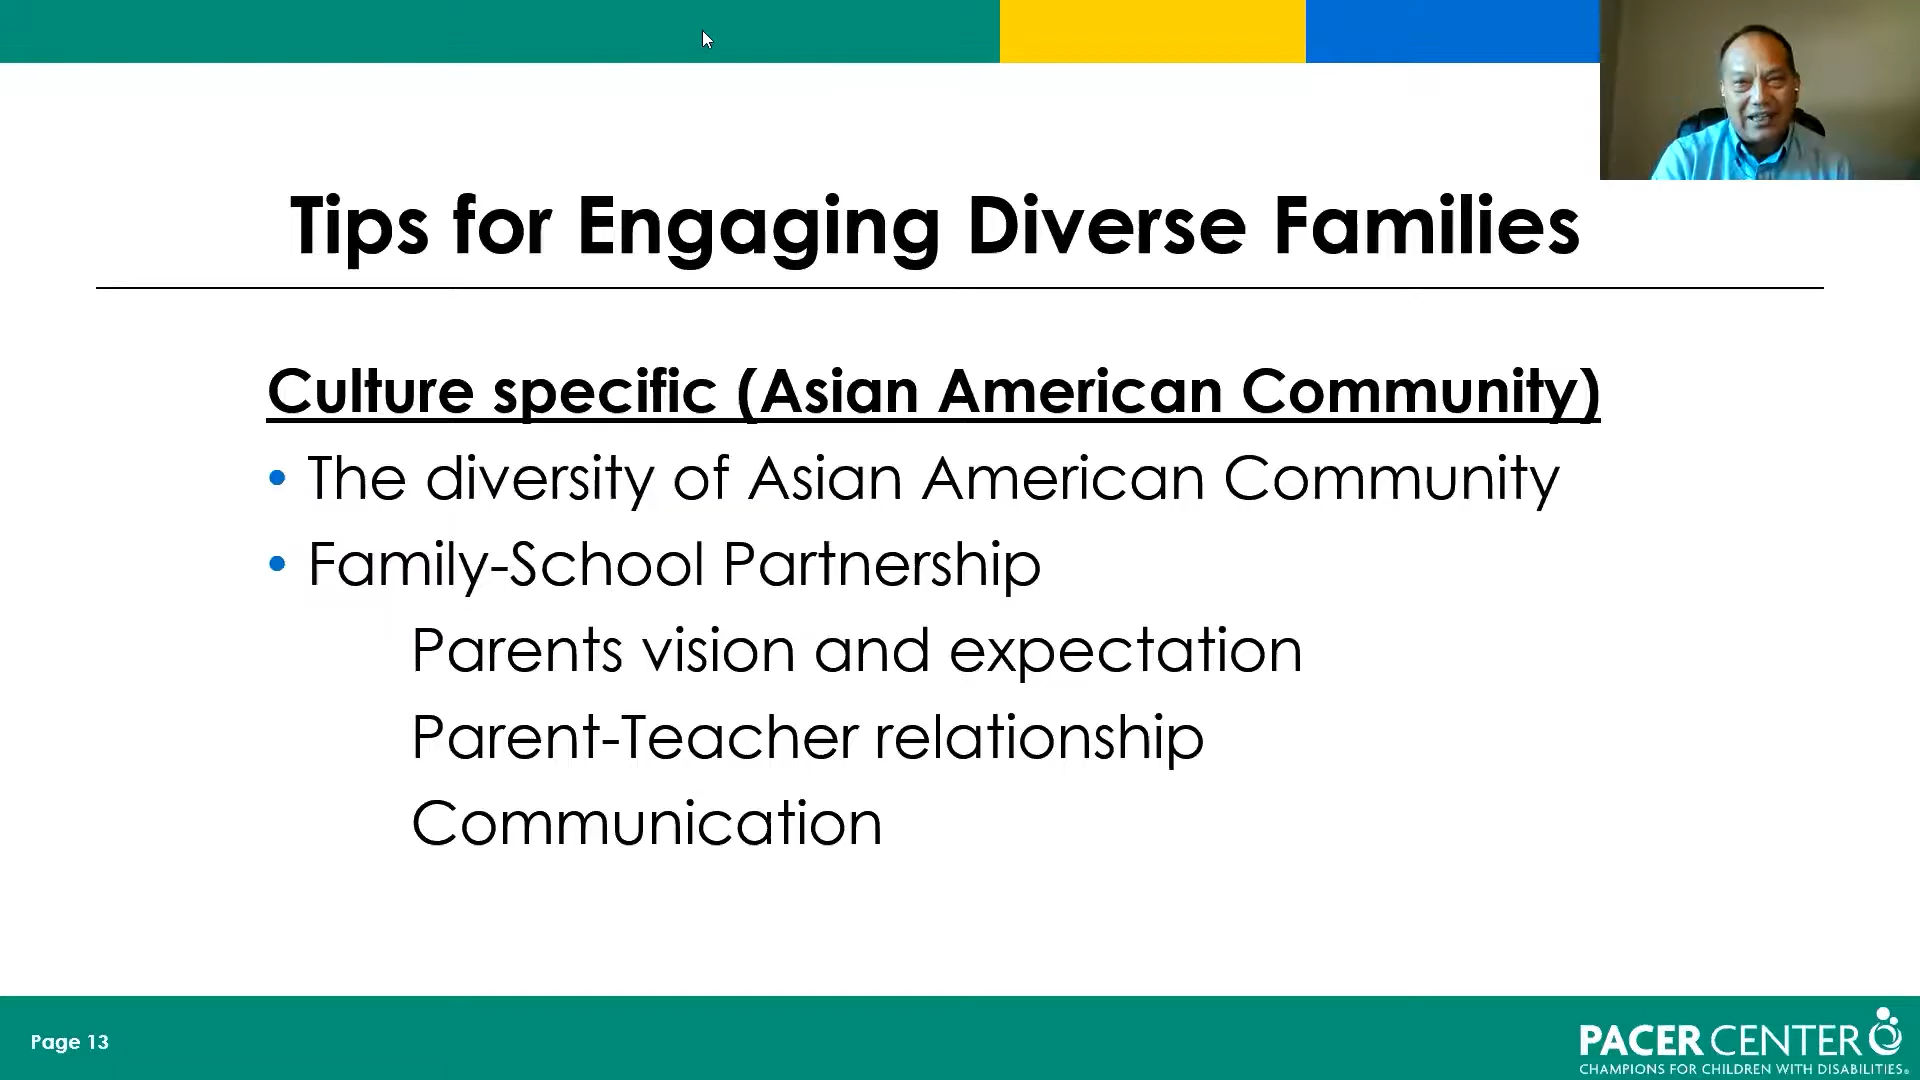 Tips for Engaging Diverse Families
Culture specific (Asian American Community)
• The diversity of Asian American Community
• Family-School Partnership
Parents vision and expectation
Parent-Teacher relationship
Communication
Page 13
PACER CENTER
CHAMPIONS FOR CHILDREN WITH DISABILITIES®